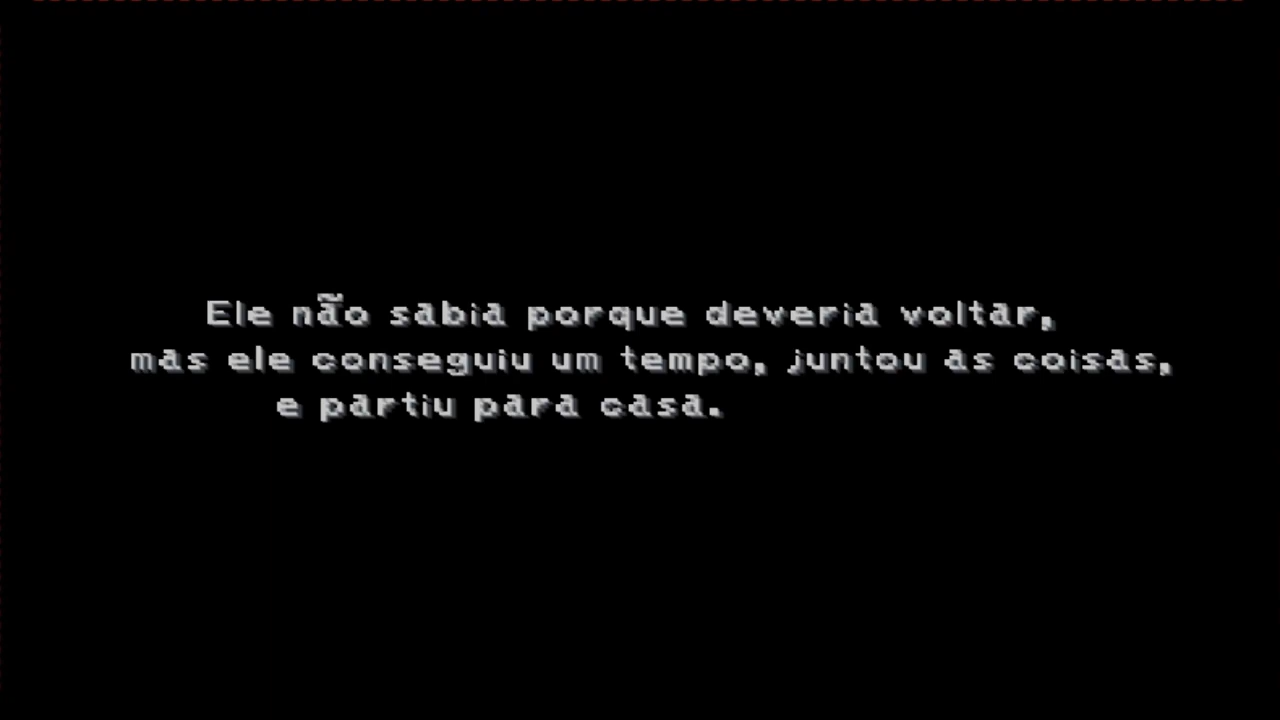 Ele não sabia porque deveria voltar,
mas ele conseguiu um tempo, juntou as coisas,
e partiu para casa.